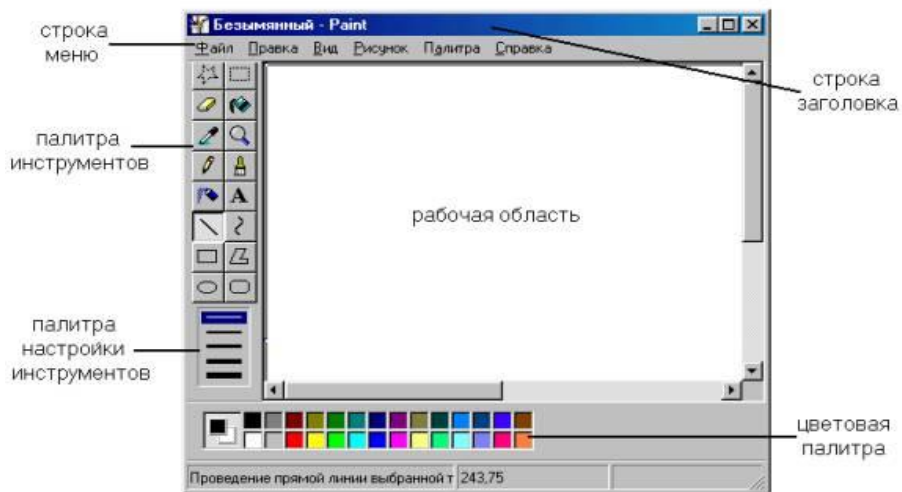 Безымянный - Paint
строка
меню
Файл Правка Вид Рисунок Палитра Справка
строка
заголовка
палитра
инструментов
A
рабочая область
палитра
настройки
инструментов
цветовая
палитра
Проведение прямой линии выбранной т 243,75